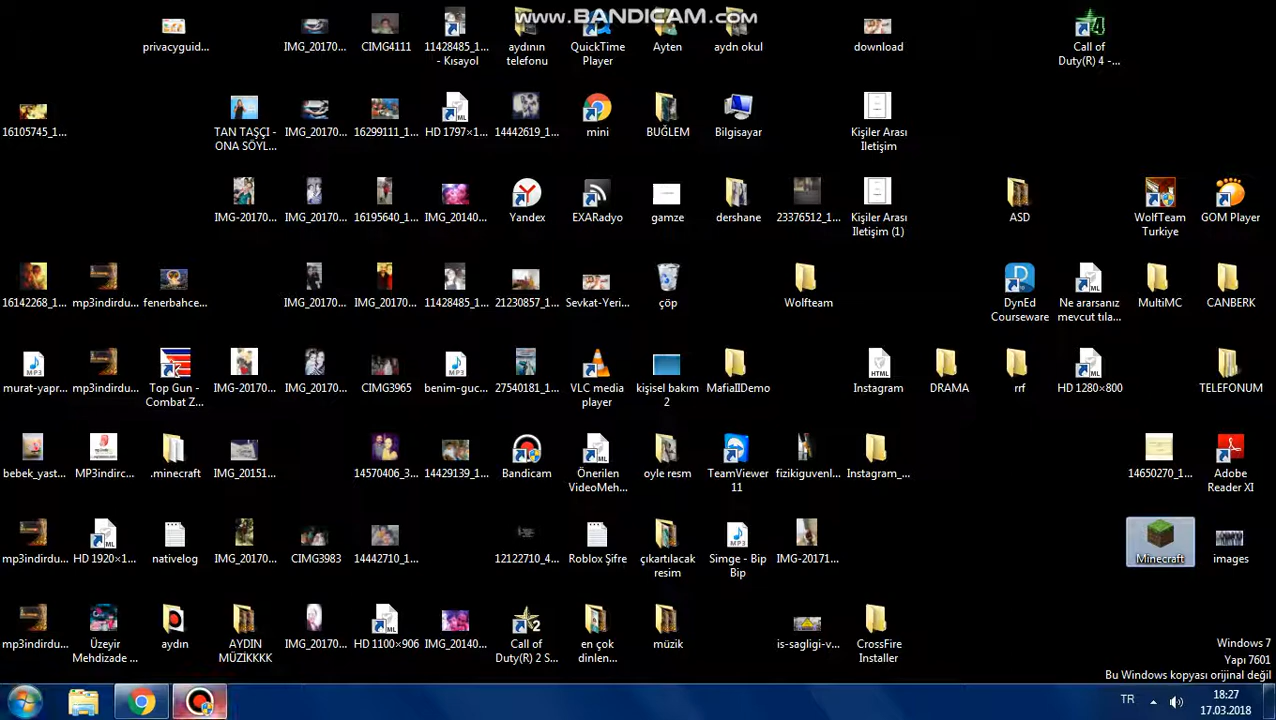 www.BANDICAM.com
privacyguid...
IMG_20170...
CIMG4111
11428485_1...
- Kısayol
aydının
telefonu
QuickTime
Player
Ayten
aydn okul
download
Call of
Duty(R) 4 -...
16105745_1...
TAN TAŞÇI -
ONA SÖYL...
IMG_20170...
16299111_1...
HD 1797×1...
14442619_1...
mini
BUĞLEM
Bilgisayar
Kişiler Arası
İletişim
IMG-20170...
IMG_20170...
16195640_1...
IMG_20140...
Yandex
EXARadyo
gamze
dershane
23376512_1...
Kişiler Arası
İletişim (1)
ASD
WolfTeam
Turkiye
GOM Player
16142268_1...
mp3indirdu...
fenerbahce...
IMG_20170...
IMG_20170...
11428485_1...
21230857_1...
Sevkat-Yeri...
çöp
Wolfteam
DynEd
Courseware
Ne ararsanız
mevcut tıla...
MultiMC
CANBERK
murat-yapr...
mp3indirdu...
Top Gun -
Combat Z...
IMG-20170...
IMG_20170...
CIMG3965
benim-guc...
27540181_1...
VLC media
player
kişisel bakım
2
MafiaIIDemo
Instagram
DRAMA
rrf
HD 1280×800
TELEFONUM
bebek_yast...
MP3indirc...
.minecraft
IMG_20151...
14570406_3...
14429139_1...
Bandicam
Önerilen
VideoMeh...
oyle resm
TeamViewer
11
fizikiguvenl...
Instagram_...
14650270_1...
Adobe
Reader XI
mp3indirdu...
HD 1920×1...
nativelog
IMG_20170...
CIMG3983
14442710_1...
12122710_4...
Roblox Şifre
çıkartılacak
resim
Simge - Bip
Bip
IMG-20171...
Minecraft
images
mp3indirdu...
Üzeyir
Mehdizade ...
aydın
AYDIN
MÜZİKKKK
IMG_20170...
HD 1100×906
IMG_20140...
Call of
Duty(R) 2 S...
en çok
dinlen...
müzik
is-sagligi-v...
CrossFire
Installer
Windows 7
Yapı 7601
Bu Windows kopyası orijinal değil
TR
18:27
17.03.2018